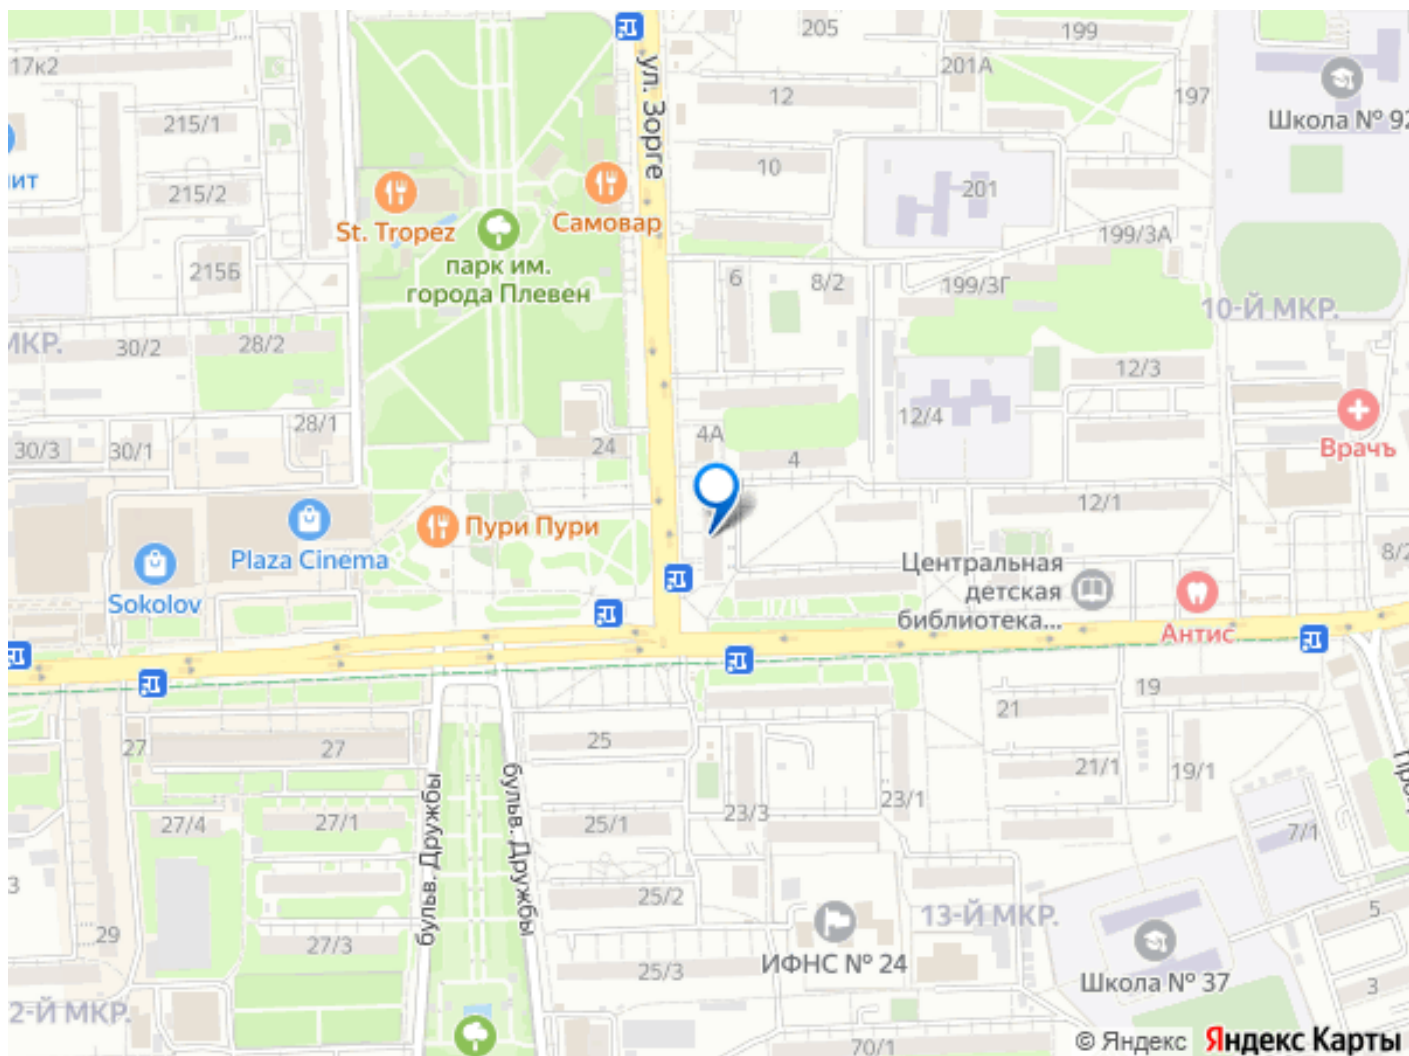 205
199
17к2
201А
ул. Зорге
12
197
Школа № 92
215/1
10
ит
215/2
St. Tropez
Самовар
201
парк им.
города Плевен
199/3А
215Б
6
8/2
199/3Г
10-Й МКР.
МКР.
30/2
28/2
12/3
28/1
12/4
30/3
30/1
24
4А
4
Врачъ
12/1
Plaza Cinema
Пури Пури
8/2
Sokolov
Центральная
детская
библиотека...
Антис
19
21
27
27
25
21/1
19/1
бульв. Дружбы
бульв. Дружбы
27/4
27/1
25/1
23/3
23/1
7/1
3
25/2
29
27/3
13-Й МКР.
5
ИФНС № 24
25/3
Школа № 37
3
2-Й МКР.
70/1
© Яндекс Яндекс Карты